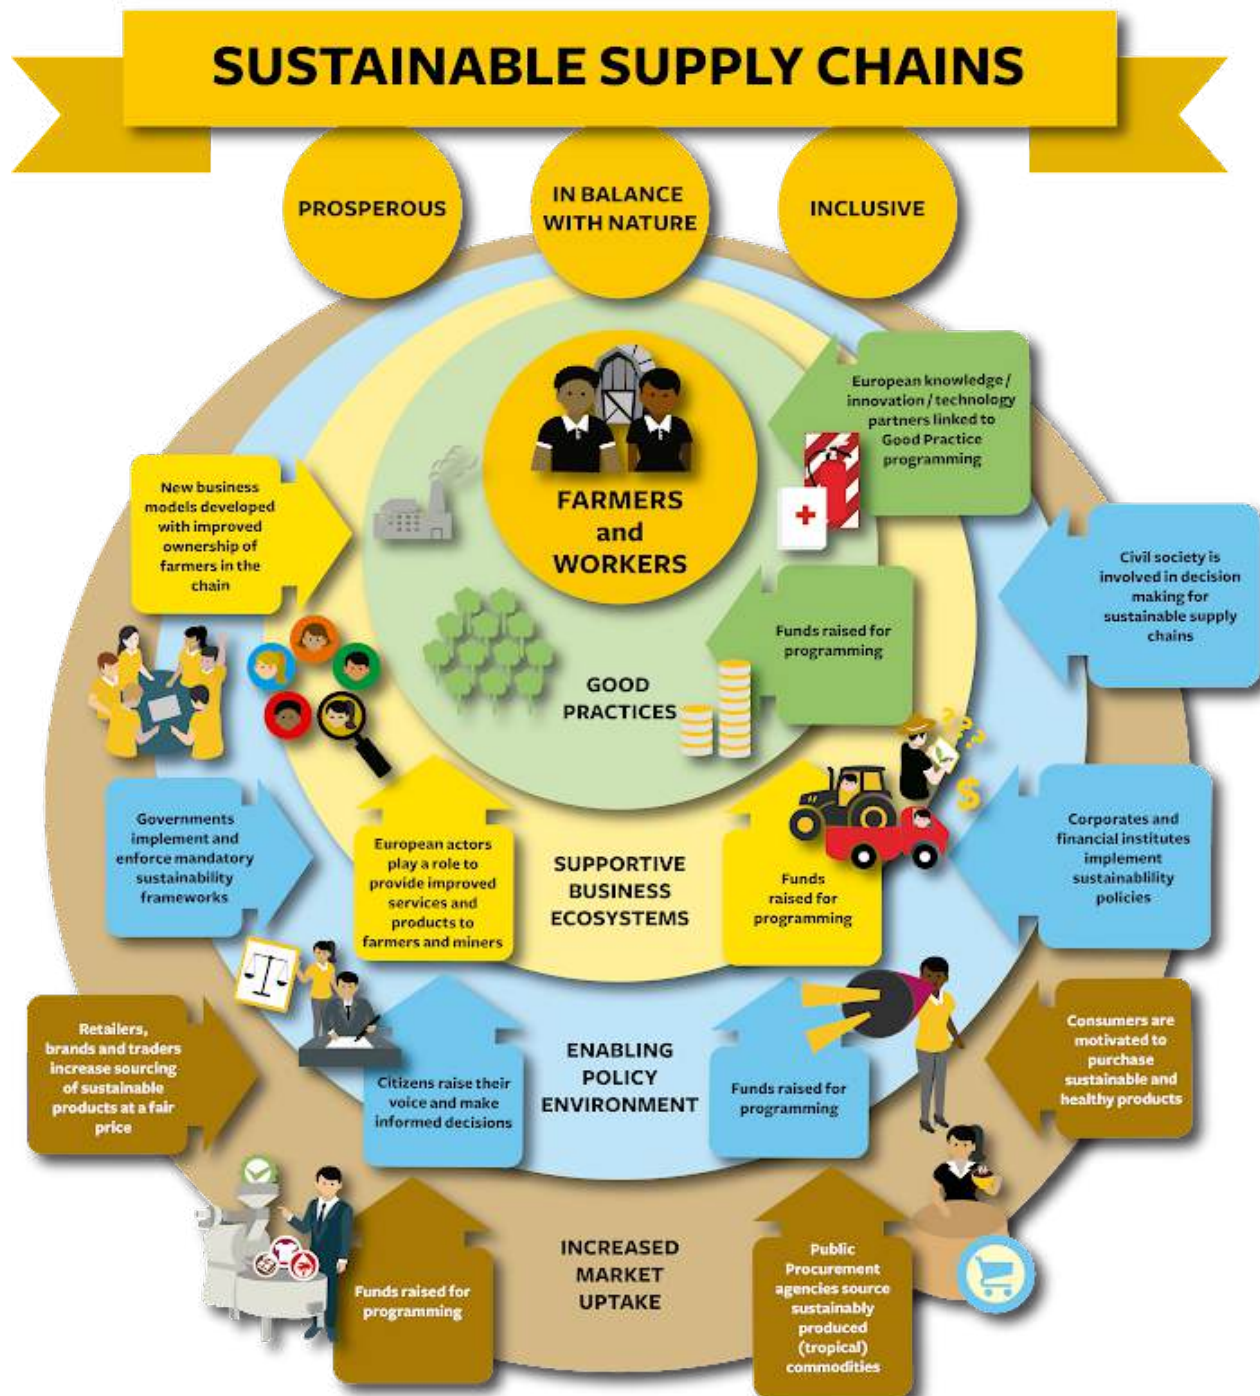 SUSTAINABLE SUPPLY CHAINS
PROSPEROUS
IN BALANCE
WITH NATURE
INCLUSIVE
FARMERS
and
WORKERS
European knowledge /
innovation / technology
partners linked to
Good Practice
programming
New business
models developed
with improved
ownership of
farmers in the
chain
Civil society is
involved in decision
making for
sustainable supply
chains
Funds raised for
programming
GOOD
PRACTICES
???
$
Governments
implement and
enforce mandatory
sustainability
frameworks
European actors
play a role to
provide improved
services and
products to
farmers and miners
SUPPORTIVE
BUSINESS
ECOSYSTEMS
Funds
raised for
programming
Corporates and
financial institutes
implement
sustainablility
policies
Retailers,
brands and traders
increase sourcing
of sustainable
products at a fair
price
Citizens raise their
voice and make
informed decisions
ENABLING
POLICY
ENVIRONMENT
Funds raised for
programming
Consumers are
motivated to
purchase
sustainable and
healthy products
Funds raised for
programming
INCREASED
MARKET
UPTAKE
Public
Procurement
agencies source
sustainably
produced
(tropical)
commodities